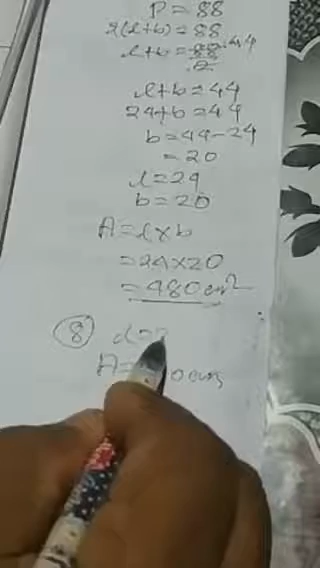 P = 88
2(l+b) = 88
l+b = 88/2 44
l+b = 44
24+b = 44
b = 44-24
= 20
l = 24
b = 20
A = l x b
= 24 x 20
= 480 cm²
8 l =
A =